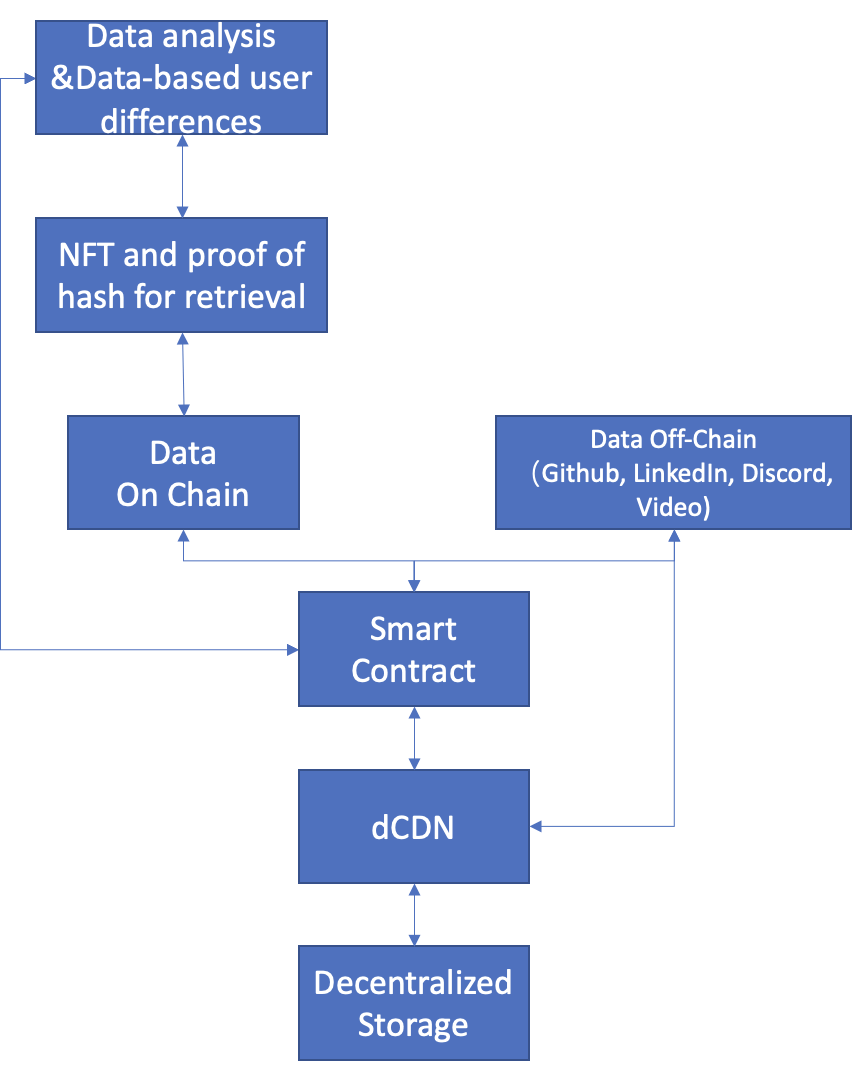 Data analysis
&Data-based user
differences
NFT and proof of
hash for retrieval
Data
On Chain
Data Off-Chain
（Github, LinkedIn, Discord,
Video)
Smart
Contract
dCDN
Decentralized
Storage